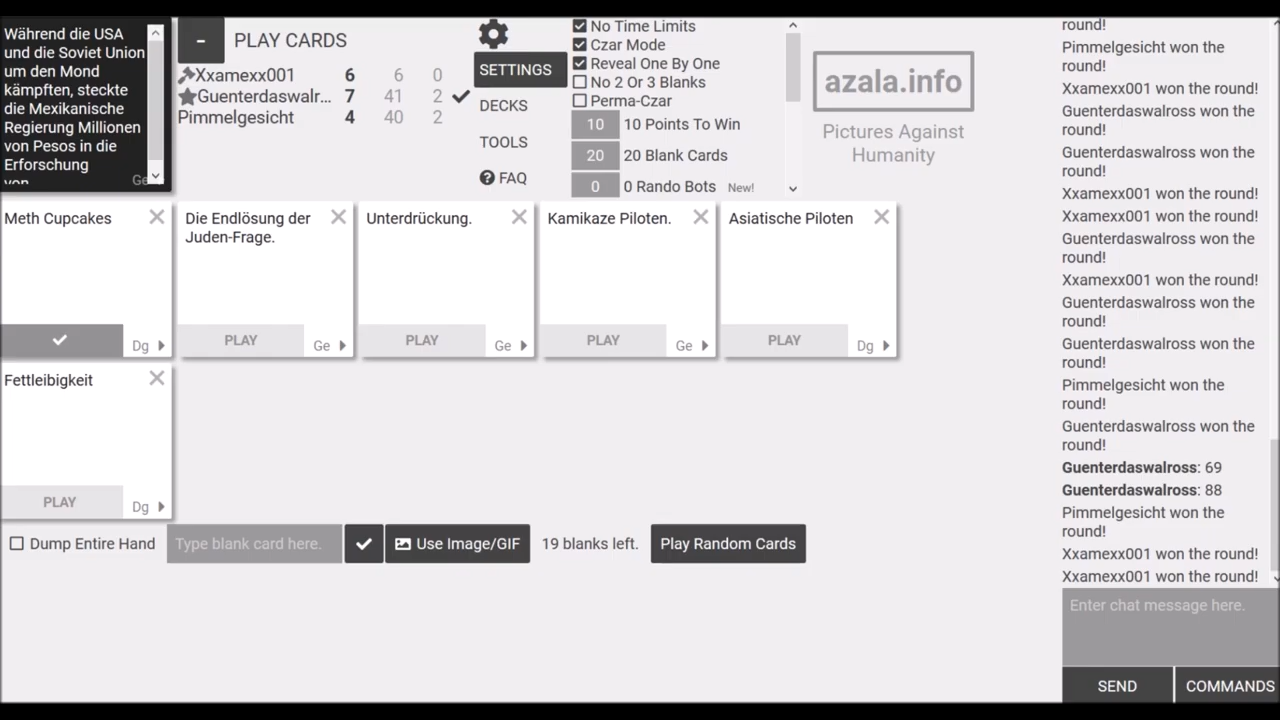 Während die USA
und die Soviet Union
um den Mond
kämpften, steckte
die Mexikanische
Regierung Millionen
von Pesos in die
Erforschung
von
Ge
-
PLAY CARDS
Xxamexx001 6 6 0
Guenterdaswalr... 7 41 2
Pimmelgesicht 4 40 2
SETTINGS
DECKS
TOOLS
FAQ
No Time Limits
Czar Mode
Reveal One By One
No 2 Or 3 Blanks
Perma-Czar
10 10 Points To Win
20 20 Blank Cards
0 0 Rando Bots New!
azala.info
Pictures Against
Humanity
Meth Cupcakes
Dg
Die Endlösung der
Juden-Frage.
PLAY Ge
Unterdrückung.
PLAY Ge
Kamikaze Piloten.
PLAY Ge
Asiatische Piloten
PLAY Dg
Fettleibigkeit
PLAY Dg
Dump Entire Hand
Type blank card here.
Use Image/GIF
19 blanks left.
Play Random Cards
round!
Pimmelgesicht won the
round!
Xxamexx001 won the round!
Guenterdaswalross won the
round!
Guenterdaswalross won the
round!
Xxamexx001 won the round!
Xxamexx001 won the round!
Guenterdaswalross won the
round!
Xxamexx001 won the round!
Guenterdaswalross won the
round!
Guenterdaswalross won the
round!
Pimmelgesicht won the
round!
Guenterdaswalross won the
round!
Guenterdaswalross: 69
Guenterdaswalross: 88
Pimmelgesicht won the
round!
Xxamexx001 won the round!
Xxamexx001 won the round!
Enter chat message here.
SEND
COMMANDS